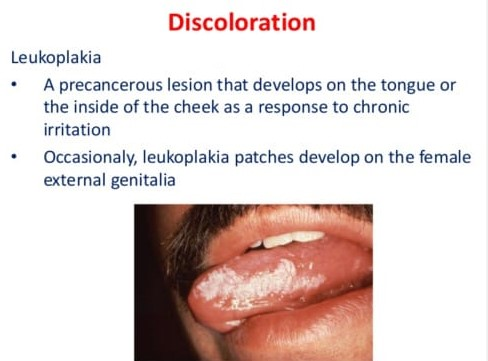 Discoloration
Leukoplakia
• A precancerous lesion that develops on the tongue or
the inside of the cheek as a response to chronic
irritation
• Occasionaly, leukoplakia patches develop on the female
external genitalia